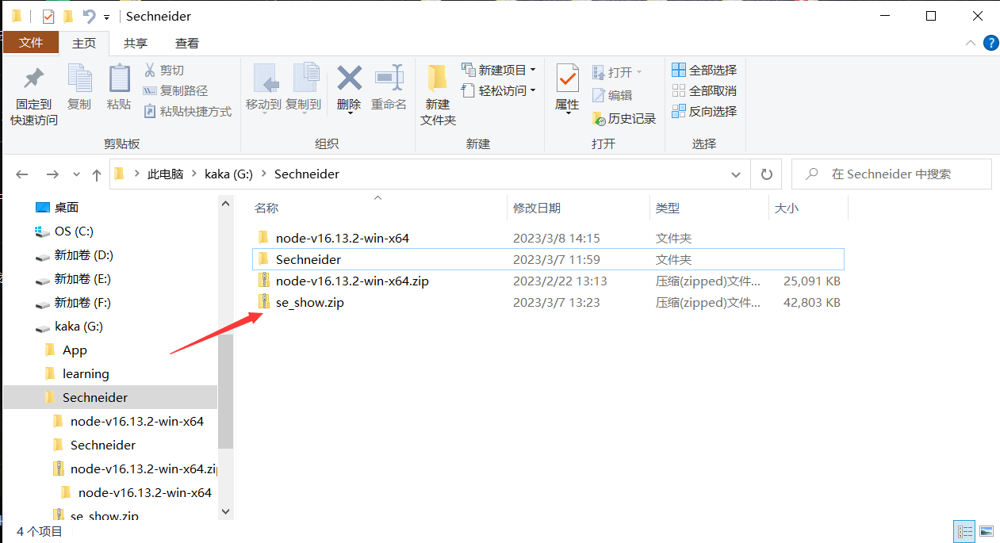 Sechneider
文件 主页 共享 查看
固定到
快速访问
复制
粘贴
剪切
复制路径
粘贴快捷方式
剪贴板
移动到
复制到
删除
重命名
组织
新建
文件夹
新建项目
轻松访问
新建
属性
打开
编辑
历史记录
打开
全部选择
全部取消
反向选择
选择
此电脑 kaka (G:) Sechneider
在 Sechneider 中搜索
桌面
OS (C:)
新加卷 (D:)
新加卷 (E:)
新加卷 (F:)
kaka (G:)
App
learning
Sechneider
node-v16.13.2-win-x64
Sechneider
node-v16.13.2-win-x64.zi
node-v16.13.2-win-x64
se_show.zip
名称 修改日期 类型 大小
node-v16.13.2-win-x64 2023/3/8 14:15 文件夹
Sechneider 2023/3/7 11:59 文件夹
node-v16.13.2-win-x64.zip 2023/2/22 13:13 压缩(zipped)文件... 25,091 KB
se_show.zip 2023/3/7 13:23 压缩(zipped)文件... 42,803 KB
4 个项目